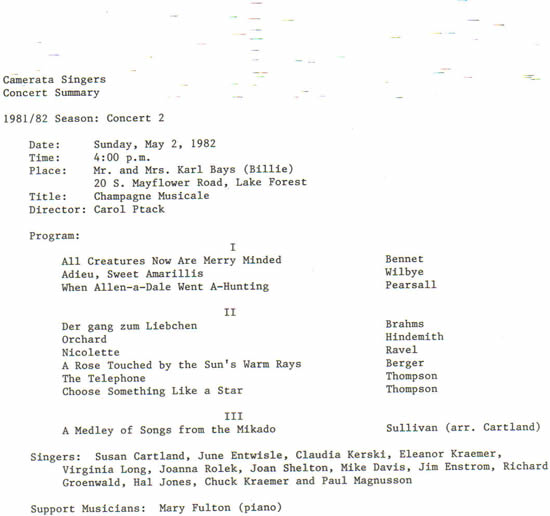 Camerata Singers
Concert Summary
1981/82 Season: Concert 2
Date: Sunday, May 2, 1982
Time: 4:00 p.m.
Place: Mr. and Mrs. Karl Bays (Billie)
20 S. Mayflower Road, Lake Forest
Title: Champagne Musicale
Director: Carol Ptack
Program:
I
All Creatures Now Are Merry Minded Bennet
Adieu, Sweet Amarillis Wilbye
When Allen-a-Dale Went A-Hunting Pearsall
II
Der gang zum Liebchen Brahms
Orchard Hindemith
Nicolette Ravel
A Rose Touched by the Sun's Warm Rays Berger
The Telephone Thompson
Choose Something Like a Star Thompson
III
A Medley of Songs from the Mikado Sullivan (arr. Cartland)
Singers: Susan Cartland, June Entwisle, Claudia Kerski, Eleanor Kraemer,
Virginia Long, Joanna Rolek, Joan Shelton, Mike Davis, Jim Enstrom, Richard
Groenwald, Hal Jones, Chuck Kraemer and Paul Magnusson
Support Musicians: Mary Fulton (piano)